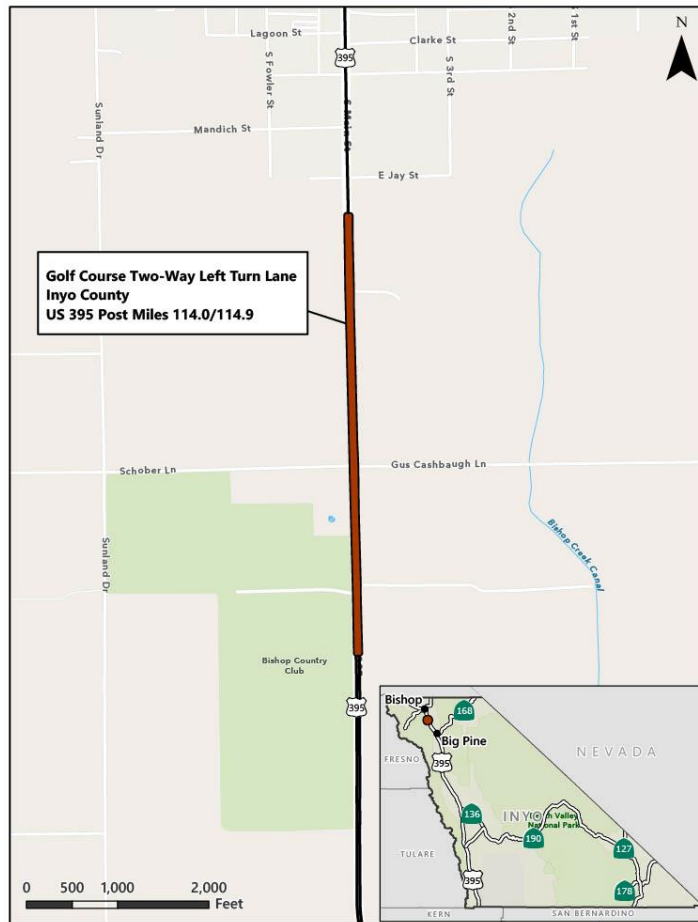 Lagoon St
Clarke St
2nd St
S 1st St
N
395
S Fowler St
S 3rd St
Sunland Dr
S Main St
Mandich St
E Jay St
Golf Course Two-Way Left Turn Lane
Inyo County
US 395 Post Miles 114.0/114.9
Schober Ln
Gus Cashbaugh Ln
Sunland Dr
Bishop Creek Canal
Bishop Country
Club
395
Bishop
168
Big Pine
NEVADA
FRESNO
395
136
INYO
National Park
190
127
TULARE
178
395
KERN
SAN BERNARDINO
0 500 1,000 2,000
Feet